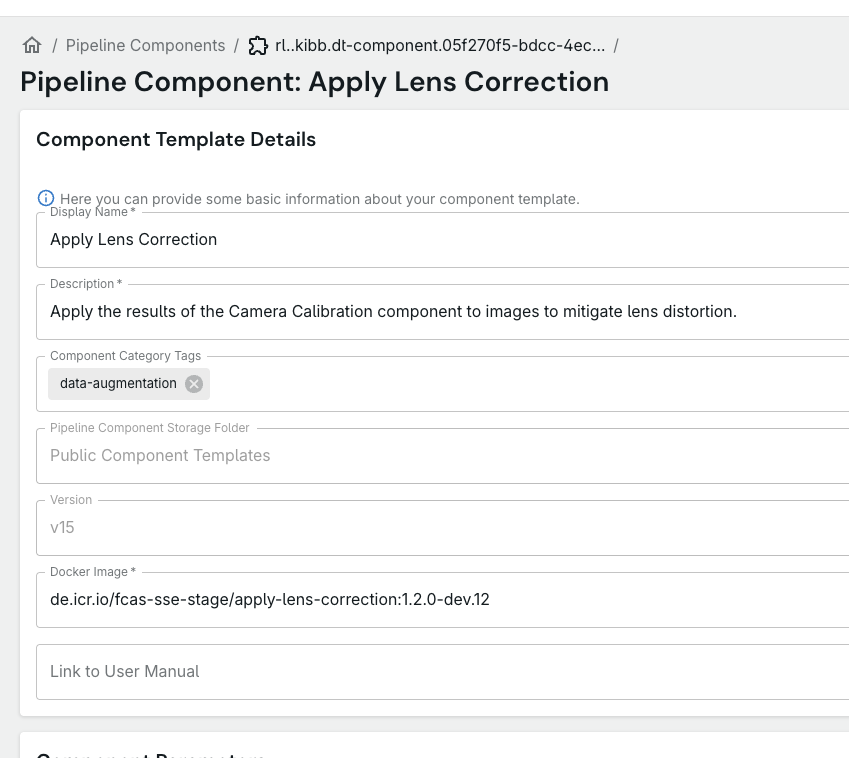 / Pipeline Components / rl..kibb.dt-component.05f270f5-bdcc-4ec... /
Pipeline Component: Apply Lens Correction
Component Template Details
Here you can provide some basic information about your component template.
Display Name *
Apply Lens Correction
Description *
Apply the results of the Camera Calibration component to images to mitigate lens distortion.
Component Category Tags
data-augmentation
Pipeline Component Storage Folder
Public Component Templates
Version
v15
Docker Image *
de.icr.io/fcas-sse-stage/apply-lens-correction:1.2.0-dev.12
Link to User Manual
Component Parameters